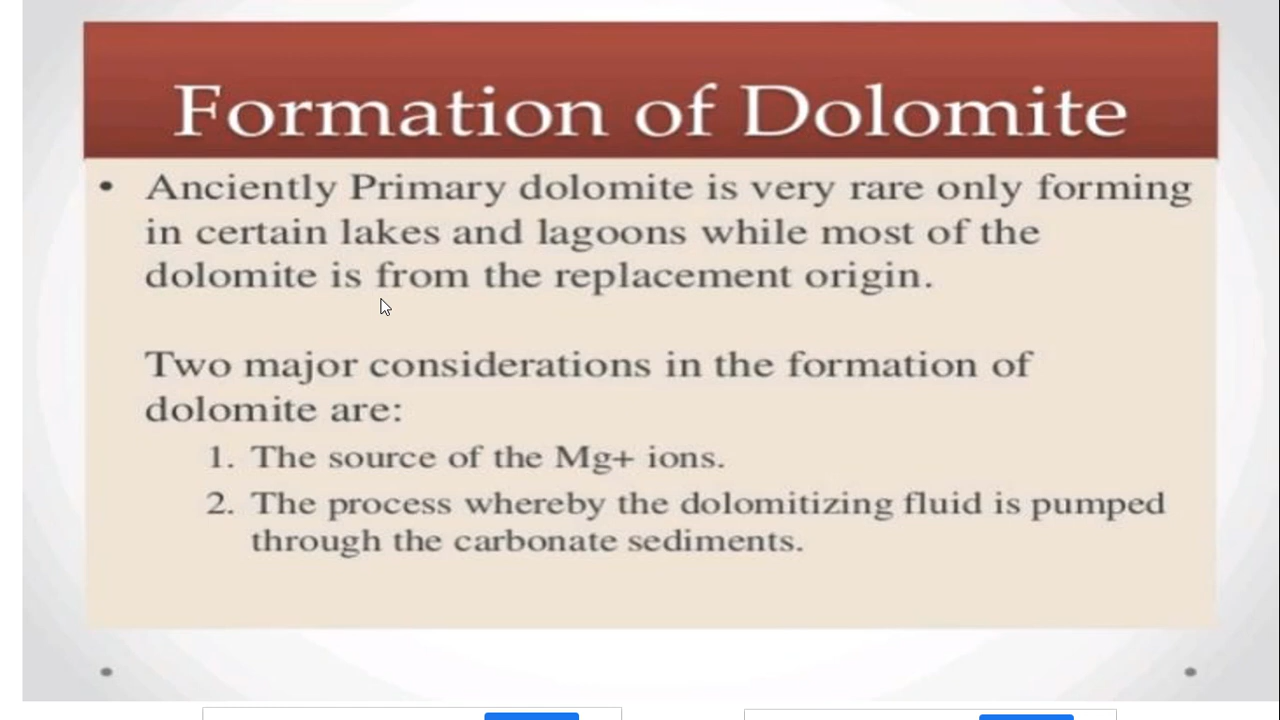 Formation of Dolomite
• Anciently Primary dolomite is very rare only forming
in certain lakes and lagoons while most of the
dolomite is from the replacement origin.
Two major considerations in the formation of
dolomite are:
1. The source of the Mg+ ions.
2. The process whereby the dolomitizing fluid is pumped
through the carbonate sediments.